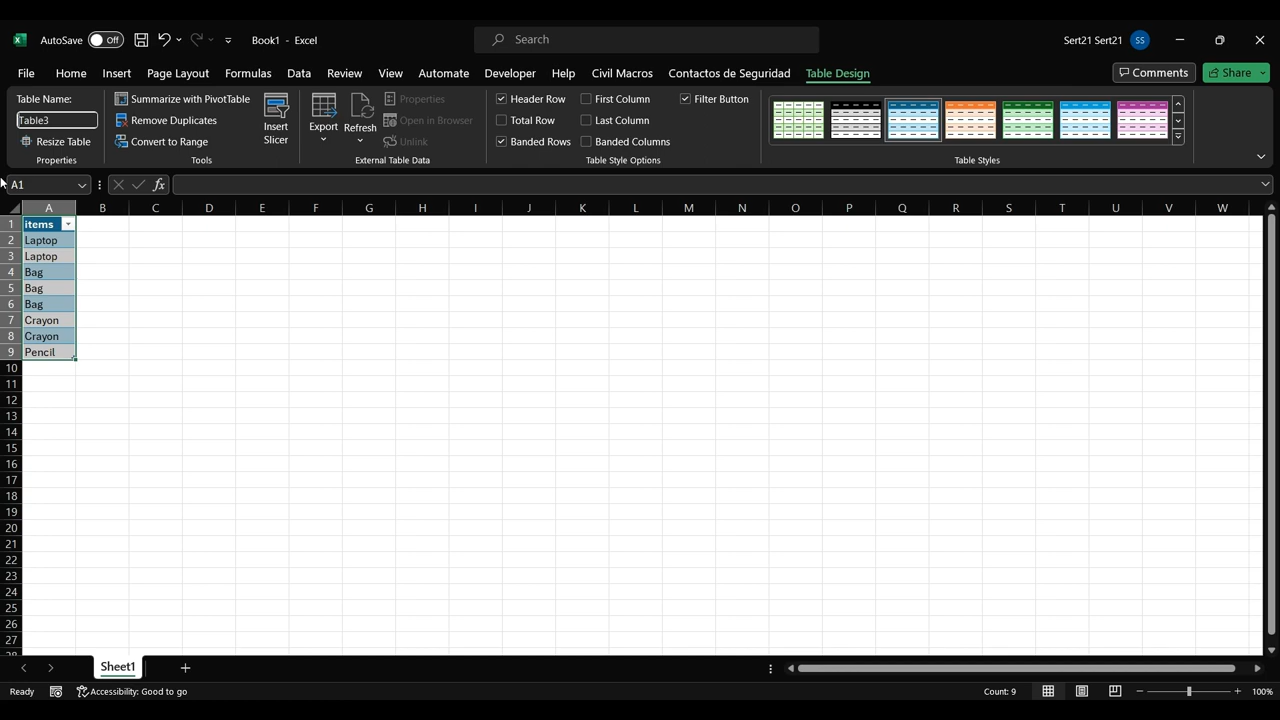 AutoSave Off Book1 - Excel Search Sert21 Sert21 SS
File Home Insert Page Layout Formulas Data Review View Automate Developer Help Civil Macros Contactos de Seguridad Table Design Comments Share
Table Name:
Table3
Resize Table
Properties
Summarize with PivotTable
Remove Duplicates
Convert to Range
Tools
Insert
Slicer
Export
Refresh
Properties
Open in Browser
Unlink
External Table Data
Header Row First Column Filter Button
Total Row Last Column
Banded Rows Banded Columns
Table Style Options
Table Styles
A1 fx
A B C D E F G H I J K L M N O P Q R S T U V W
1 items
2 Laptop
3 Laptop
4 Bag
5 Bag
6 Bag
7 Crayon
8 Crayon
9 Pencil
10
11
12
13
14
15
16
17
18
19
20
21
22
23
24
25
26
27
28
Sheet1
Ready Accessibility: Good to go Count: 9 100%